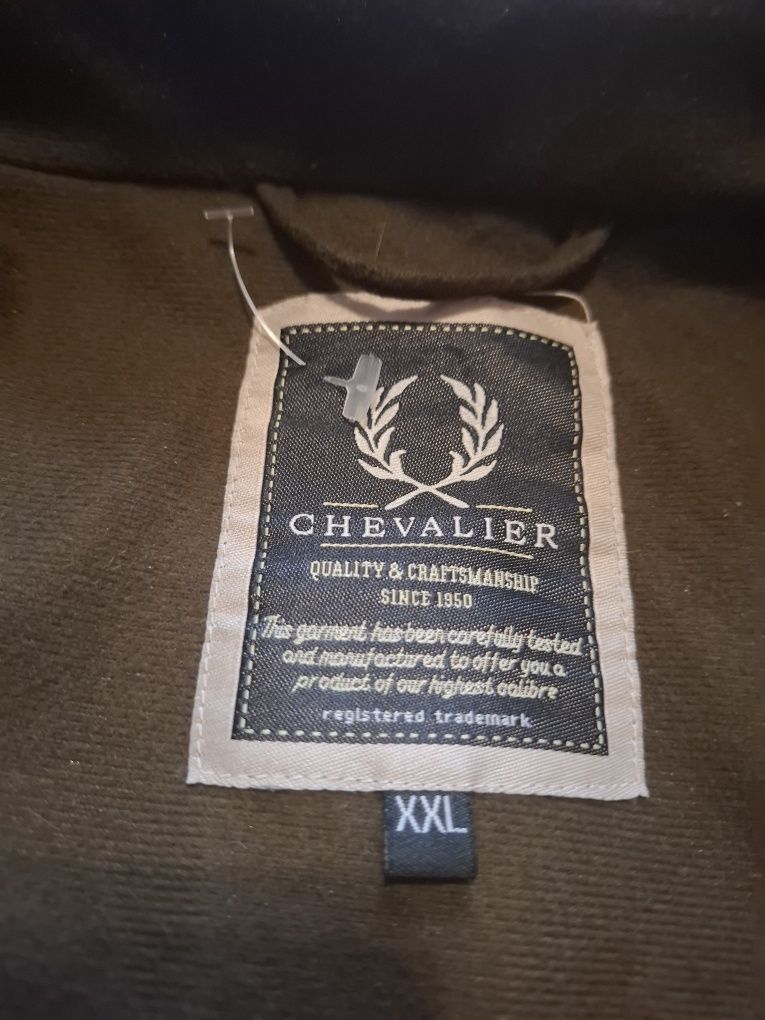 CHEVALIER
QUALITY & CRAFTSMANSHIP
SINCE 1950
This garment has been carefully tested
and manufactured to offer you a
product of our highest calibre
registered trademark
XXL